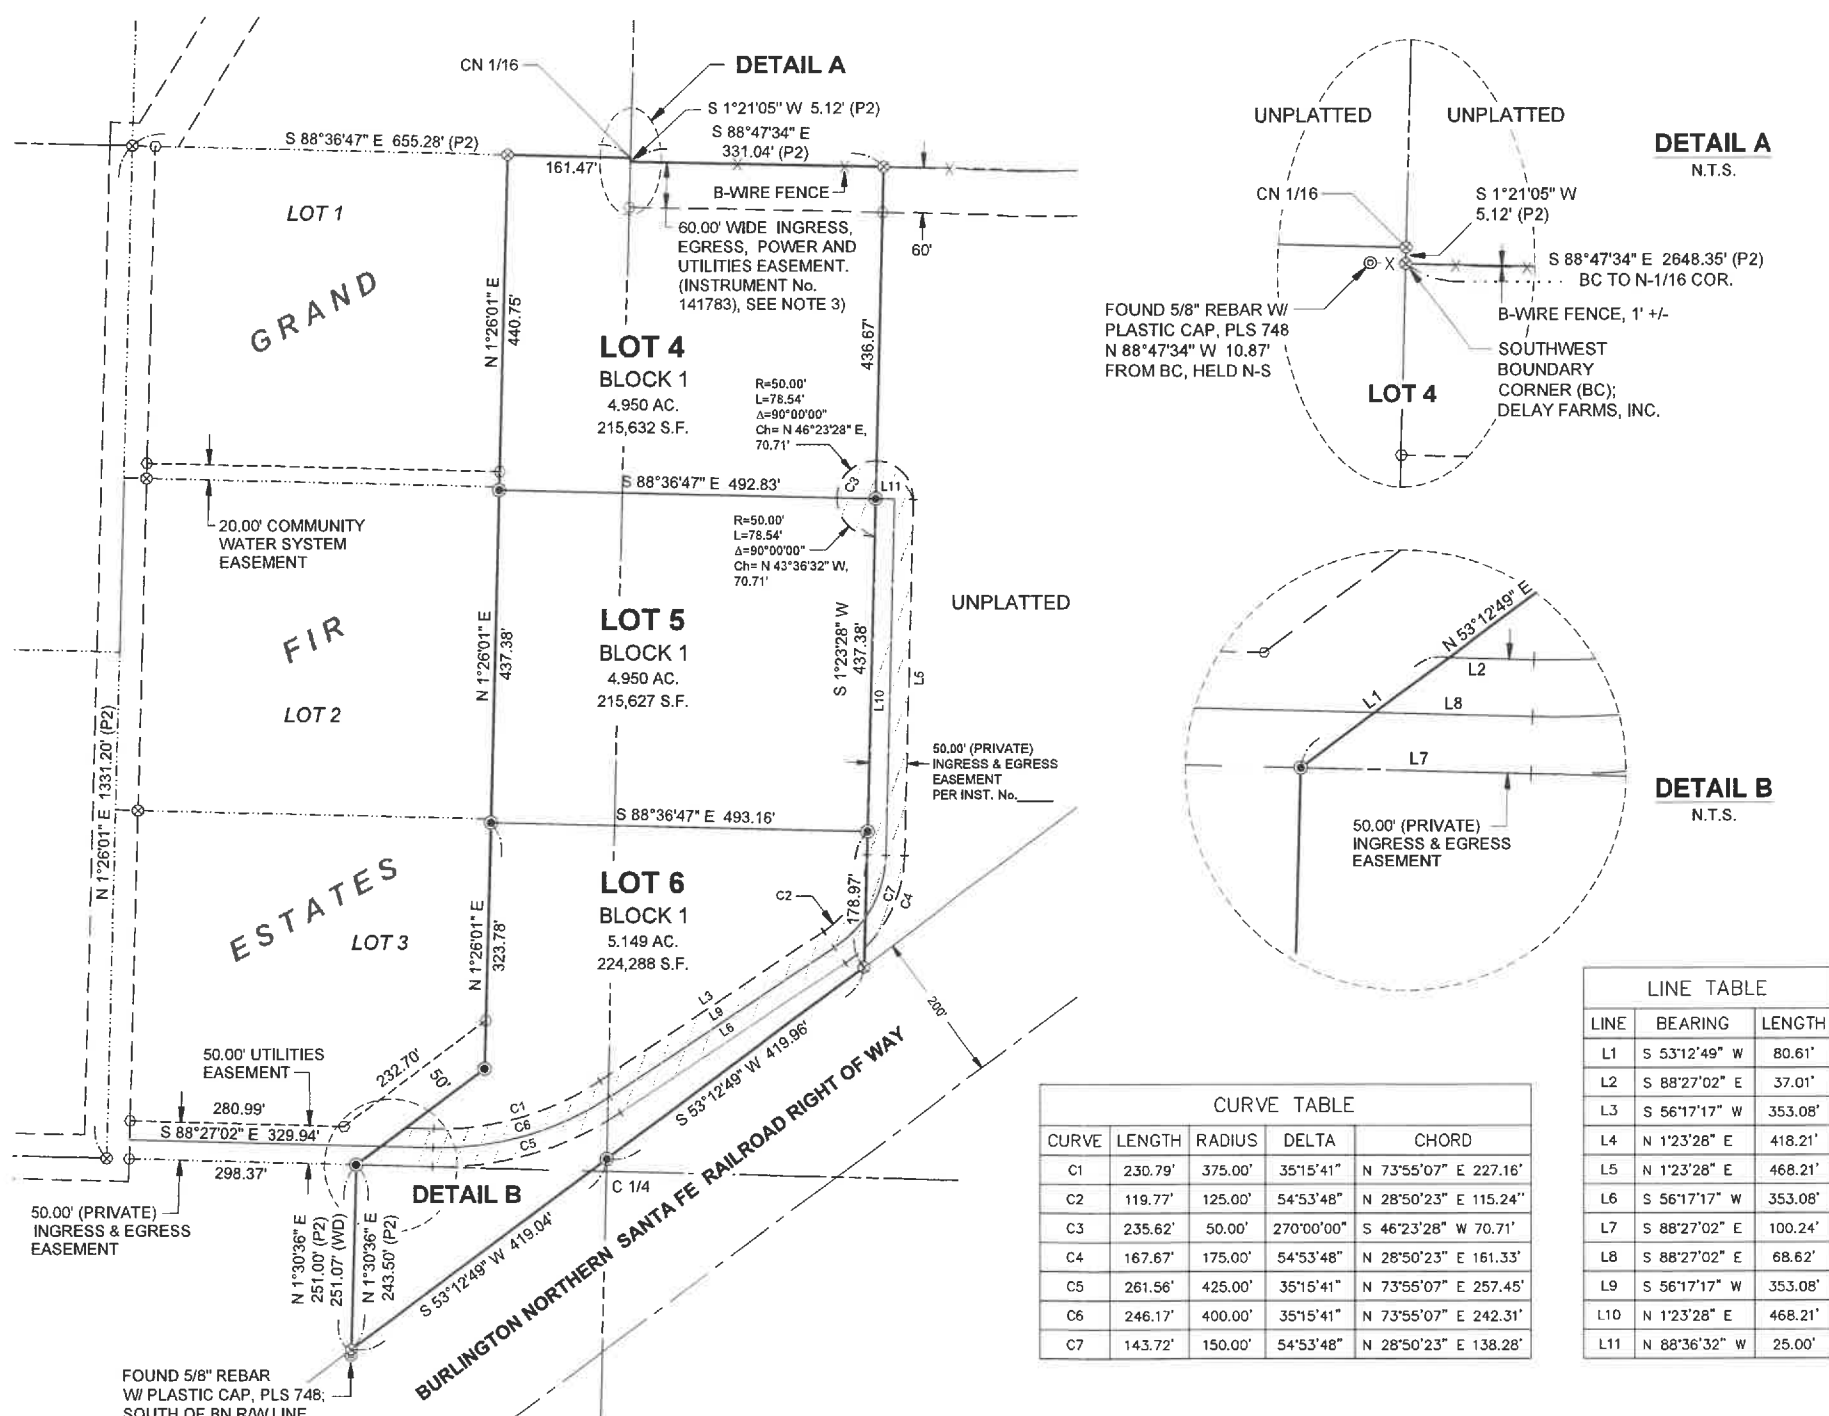 CN 1/16
DETAIL A
S 1°21'05" W 5.12' (P2)
S 88°36'47" E 655.28' (P2)
S 88°47'34" E
331.04' (P2)
161.47'
B-WIRE FENCE
LOT 1
60.00' WIDE INGRESS,
EGRESS, POWER AND
UTILITIES EASEMENT.
(INSTRUMENT No.
141783), SEE NOTE 3)
60'
GRAND
N 1°26'01" E
440.75'
436.67'
LOT 4
BLOCK 1
4.950 AC.
215,632 S.F.
R=50.00'
L=78.54'
Δ=90°00'00"
Ch= N 46°23'28" E,
70.71'
C3
L11
S 88°36'47" E 492.83'
20.00' COMMUNITY
WATER SYSTEM
EASEMENT
R=50.00'
L=78.54'
Δ=90°00'00"
Ch= N 43°36'32" W,
70.71'
UNPLATTED
FIR
LOT 2
N 1°26'01" E
437.38'
LOT 5
BLOCK 1
4.950 AC.
215,627 S.F.
S 1°23'28" W
437.38'
L10
L5
N 1°26'01" E 1331.20' (P2)
50.00' (PRIVATE)
INGRESS & EGRESS
EASEMENT
PER INST. No.
S 88°36'47" E 493.16'
ESTATES
LOT 3
N 1°26'01" E
323.78'
LOT 6
BLOCK 1
5.149 AC.
224,288 S.F.
C2
178.97'
C7
C4
L3
L9
L6
200'
50.00' UTILITIES
EASEMENT
232.70'
50'
280.99'
S 88°27'02" E 329.94'
298.37'
C1
C6
C5
S 53°12'49" W 419.96'
DETAIL B
C 1/4
50.00' (PRIVATE)
INGRESS & EGRESS
EASEMENT
N 1°30'36" E
251.00' (P2)
251.07' (WD)
N 1°30'36" E
243.50' (P2)
S 53°12'49" W 419.04'
BURLINGTON NORTHERN SANTA FE RAILROAD RIGHT OF WAY
FOUND 5/8" REBAR
W/ PLASTIC CAP, PLS 748;
SOUTH OF BN R/W LINE
UNPLATTED
UNPLATTED
DETAIL A
N.T.S.
CN 1/16
S 1°21'05" W
5.12' (P2)
S 88°47'34" E 2648.35' (P2)
BC TO N-1/16 COR.
FOUND 5/8" REBAR W/
PLASTIC CAP, PLS 748
N 88°47'34" W 10.87'
FROM BC, HELD N-S
B-WIRE FENCE, 1' +/-
SOUTHWEST
BOUNDARY
CORNER (BC);
DELAY FARMS, INC.
LOT 4
N 53°12'49" E
L2
L1
L8
L7
50.00' (PRIVATE)
INGRESS & EGRESS
EASEMENT
DETAIL B
N.T.S.
CURVE TABLE
CURVE LENGTH RADIUS DELTA CHORD
C1 230.79' 375.00' 35°15'41" N 73°55'07" E 227.16'
C2 119.77' 125.00' 54°53'48" N 28°50'23" E 115.24"
C3 235.62' 50.00' 270°00'00" S 46°23'28" W 70.71'
C4 167.67' 175.00' 54°53'48" N 28°50'23" E 161.33'
C5 261.56' 425.00' 35°15'41" N 73°55'07" E 257.45'
C6 246.17' 400.00' 35°15'41" N 73°55'07" E 242.31'
C7 143.72' 150.00' 54°53'48" N 28°50'23" E 138.28'
LINE TABLE
LINE BEARING LENGTH
L1 S 53°12'49" W 80.61'
L2 S 88°27'02" E 37.01'
L3 S 56°17'17" W 353.08'
L4 N 1°23'28" E 418.21'
L5 N 1°23'28" E 468.21'
L6 S 56°17'17" W 353.08'
L7 S 88°27'02" E 100.24'
L8 S 88°27'02" E 68.62'
L9 S 56°17'17" W 353.08'
L10 N 1°23'28" E 468.21'
L11 N 88°36'32" W 25.00'